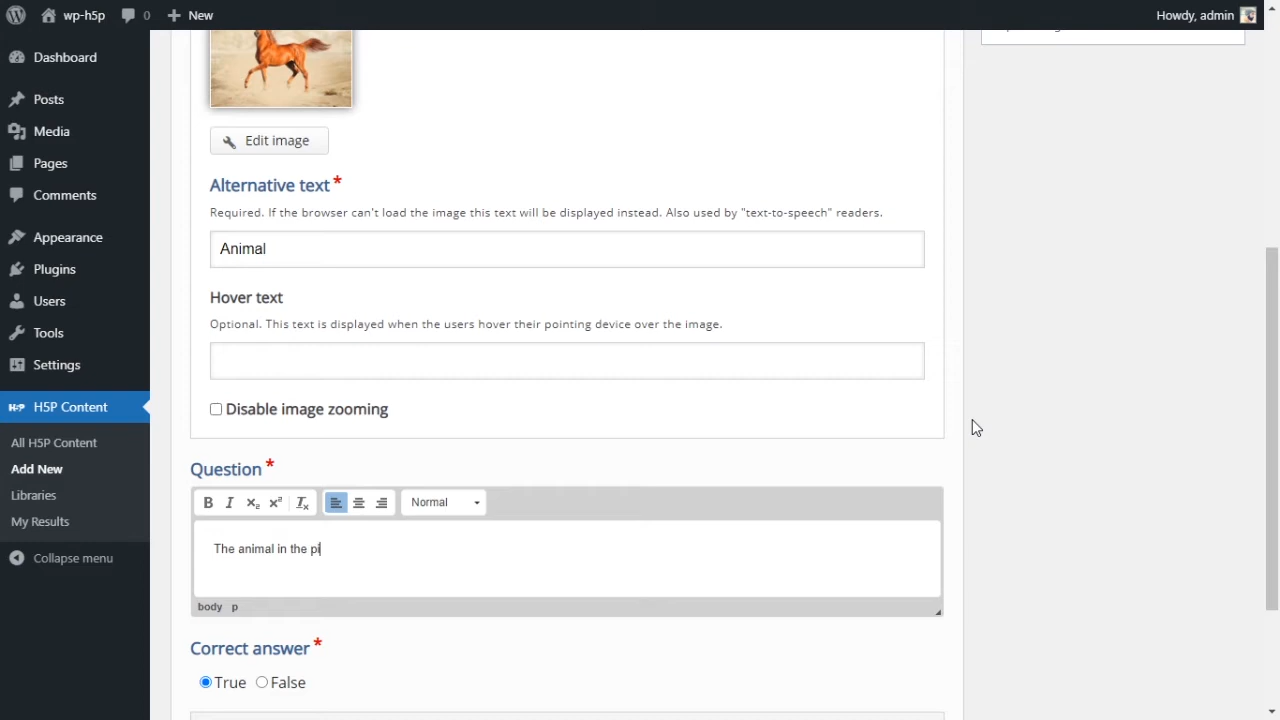 wp-h5p 0 New Howdy, admin
Dashboard
Posts
Media
Pages
Comments
Appearance
Plugins
Users
Tools
Settings
H5P H5P Content
All H5P Content
Add New
Libraries
My Results
Collapse menu
Edit image
Alternative text *
Required. If the browser can't load the image this text will be displayed instead. Also used by "text-to-speech" readers.
Animal
Hover text
Optional. This text is displayed when the users hover their pointing device over the image.
Disable image zooming
Question *
B I x₂ x² Tx Normal
The animal in the pi
body p
Correct answer *
True False